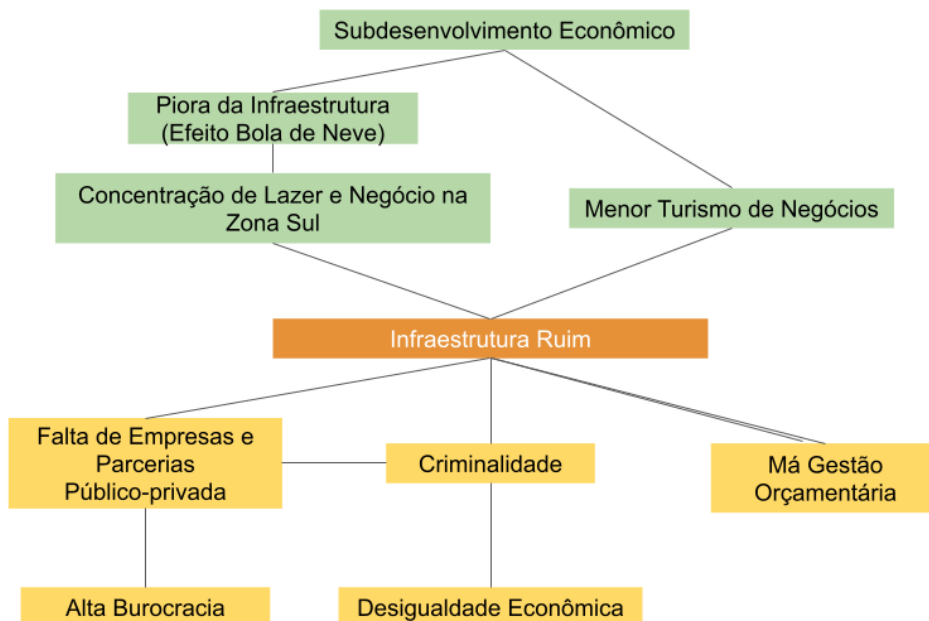 Subdesenvolvimento Econômico
Piora da Infraestrutura
(Efeito Bola de Neve)
Concentração de Lazer e Negócio na
Zona Sul
Menor Turismo de Negócios
Infraestrutura Ruim
Falta de Empresas e
Parcerias
Público-privada
Criminalidade
Má Gestão
Orçamentária
Alta Burocracia
Desigualdade Econômica